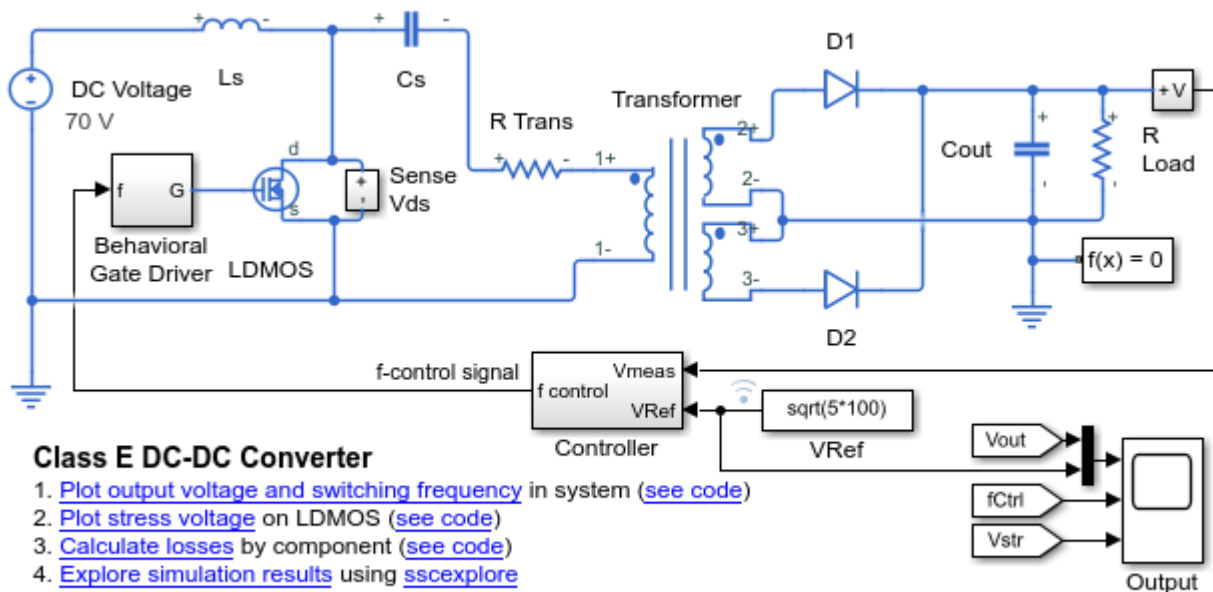 + - + -
D1
Ls
Cs
DC Voltage
70 V
Transformer
R Trans
2+
+V
+ -
+ - 1+
Cout
R
Load
d
+ -
Sense
Vds
f G
s
2-
3+
1-
3-
Behavioral
Gate Driver
LDMOS
f(x) = 0
D2
f-control signal
Vmeas
f control
VRef
Controller
sqrt(5*100)
VRef
Vout
fCtrl
Vstr
Output
Class E DC-DC Converter
1. Plot output voltage and switching frequency in system (see code)
2. Plot stress voltage on LDMOS (see code)
3. Calculate losses by component (see code)
4. Explore simulation results using sscexplore